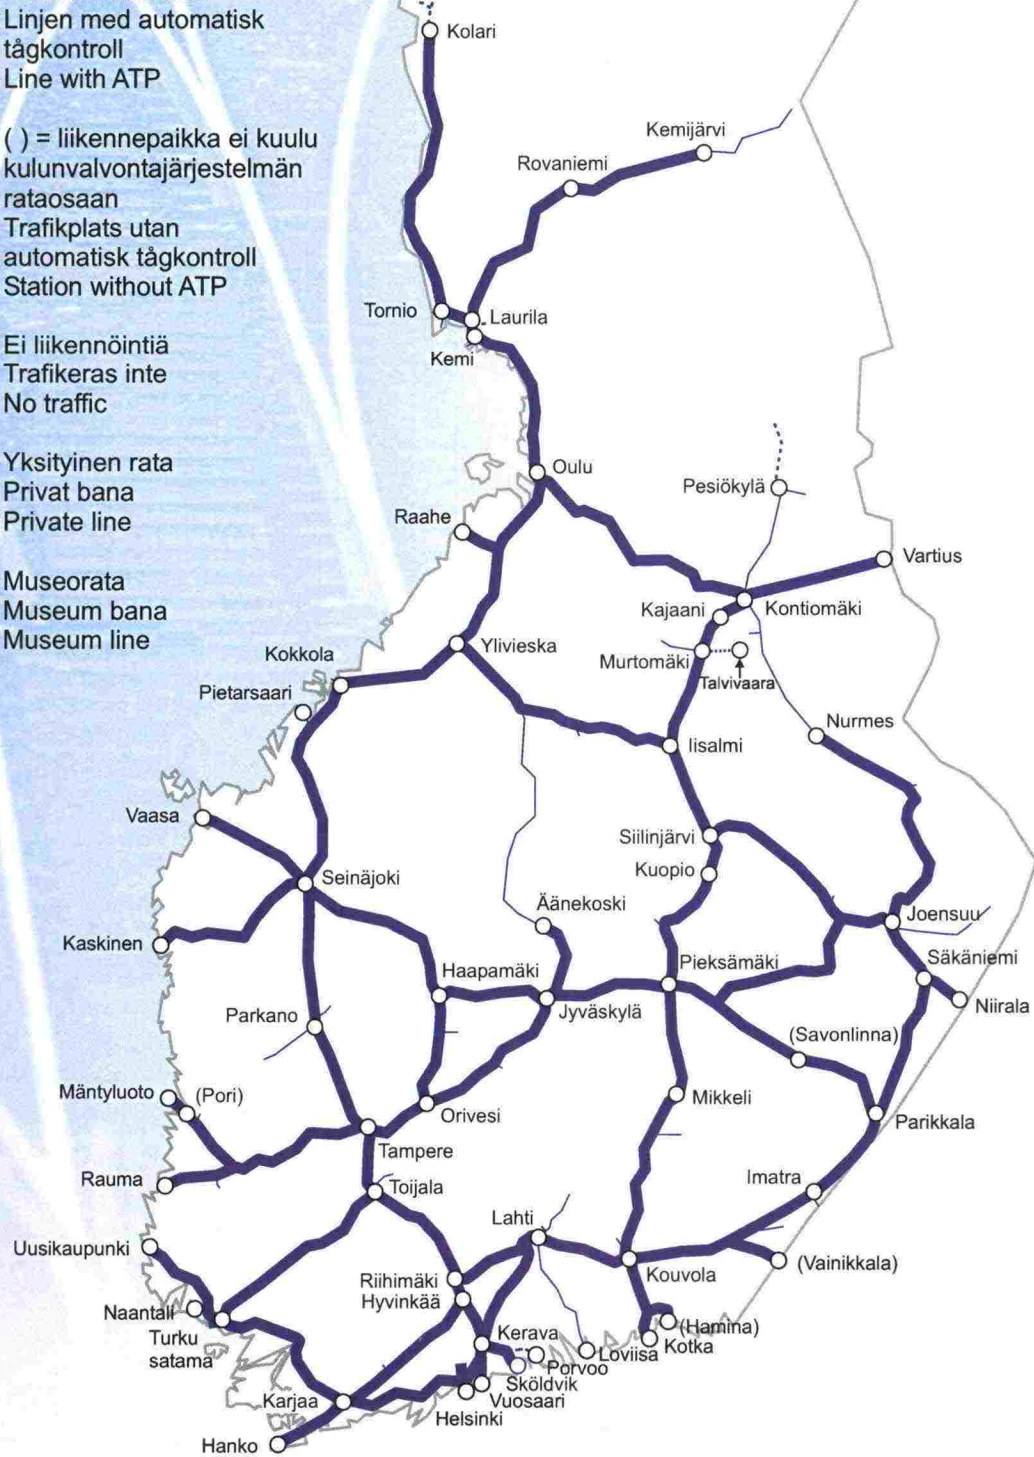 Linjen med automatisk
tågkontroll
Line with ATP
( ) = liikennepaikka ei kuulu
kulunvalvontajärjestelmän
rataosaan
Trafikplats utan
automatisk tågkontroll
Station without ATP
Ei liikennöintiä
Trafikeras inte
No traffic
Yksityinen rata
Privat bana
Private line
Museorata
Museum bana
Museum line
Kolari
Kemijärvi
Rovaniemi
Tornio
Laurila
Kemi
Oulu
Pesiökylä
Raahe
Vartius
Kajaani
Kontiomäki
Ylivieska
Murtomäki
Kokkola
Talvivaara
Pietarsaari
Nurmes
Iisalmi
Vaasa
Siilinjärvi
Kuopio
Seinäjoki
Äänekoski
Joensuu
Kaskinen
Säkäniemi
Pieksämäki
Haapamäki
Niirala
Jyväskylä
Parkano
(Savonlinna)
Mäntyluoto
(Pori)
Mikkeli
Orivesi
Parikkala
Tampere
Rauma
Imatra
Toijala
Lahti
Uusikaupunki
(Vainikkala)
Kouvola
Riihimäki
Hyvinkää
Naantali
(Hamina)
Turku
satama
Kerava
Kotka
Loviisa
Porvoo
Sköldvik
Vuosaari
Karjaa
Helsinki
Hanko